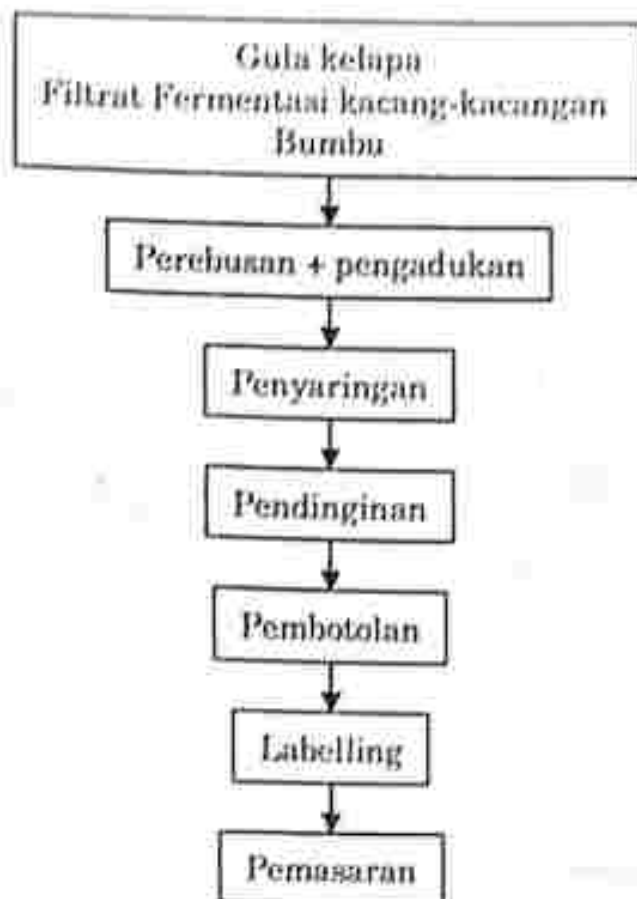 Gula kelapa
Filtrat Fermentasi kacang-kacangan
Bumbu
Perebusan + pengadukan
Penyaringan
Pendinginan
Pembotolan
Labelling
Pemasaran